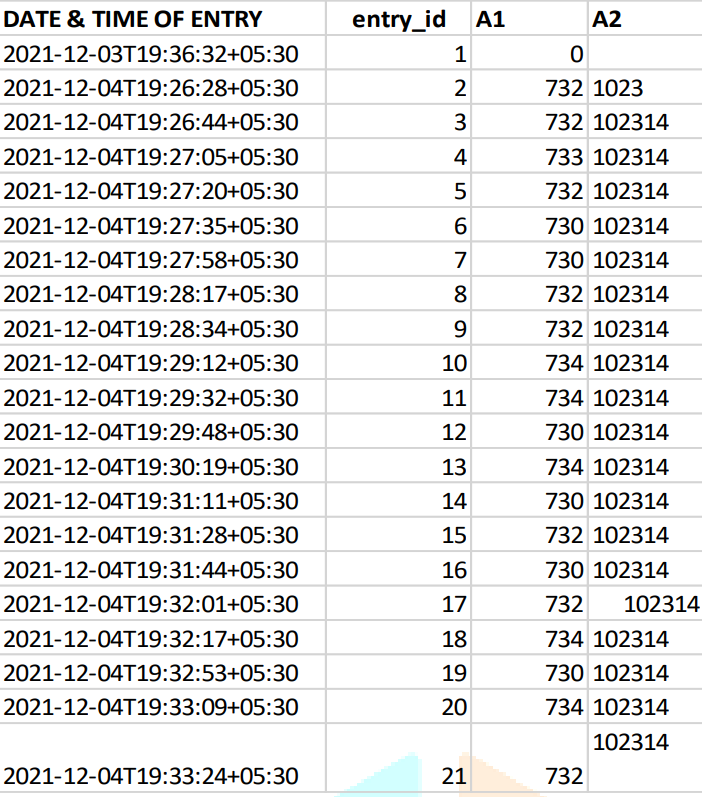 DATE & TIME OF ENTRY entry_id A1 A2
2021-12-03T19:36:32+05:30 1 0
2021-12-04T19:26:28+05:30 2 732 1023
2021-12-04T19:26:44+05:30 3 732 102314
2021-12-04T19:27:05+05:30 4 733 102314
2021-12-04T19:27:20+05:30 5 732 102314
2021-12-04T19:27:35+05:30 6 730 102314
2021-12-04T19:27:58+05:30 7 730 102314
2021-12-04T19:28:17+05:30 8 732 102314
2021-12-04T19:28:34+05:30 9 732 102314
2021-12-04T19:29:12+05:30 10 734 102314
2021-12-04T19:29:32+05:30 11 734 102314
2021-12-04T19:29:48+05:30 12 730 102314
2021-12-04T19:30:19+05:30 13 734 102314
2021-12-04T19:31:11+05:30 14 730 102314
2021-12-04T19:31:28+05:30 15 732 102314
2021-12-04T19:31:44+05:30 16 730 102314
2021-12-04T19:32:01+05:30 17 732 102314
2021-12-04T19:32:17+05:30 18 734 102314
2021-12-04T19:32:53+05:30 19 730 102314
2021-12-04T19:33:09+05:30 20 734 102314
102314
2021-12-04T19:33:24+05:30 21 732